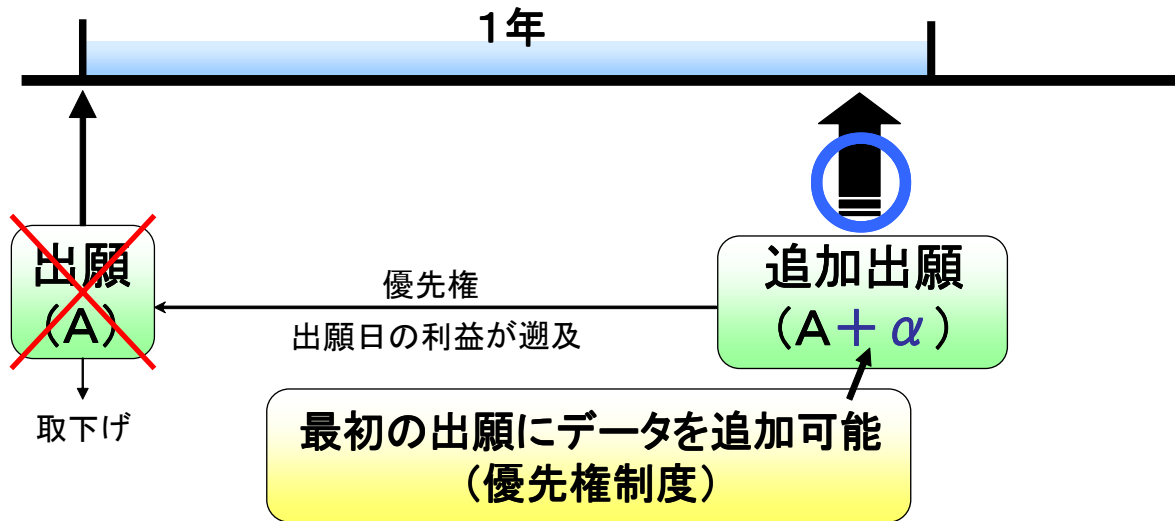 1年
出願
(A)
優先権
出願日の利益が遡及
追加出願
(A+α)
取下げ
最初の出願にデータを追加可能
(優先権制度)